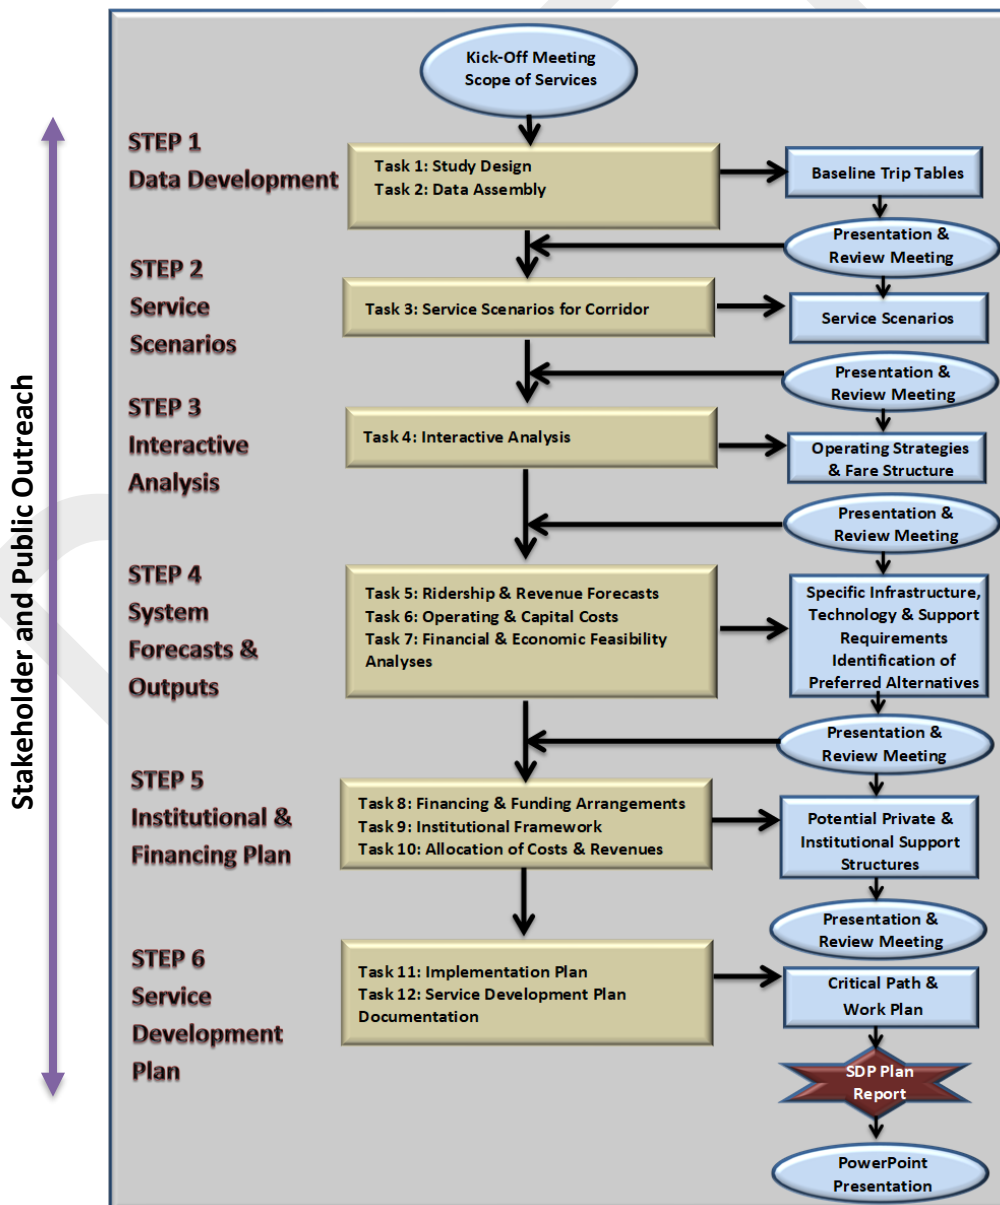 Kick-Off Meeting
Scope of Services
Stakeholder and Public Outreach
STEP 1
Data Development
Task 1: Study Design
Task 2: Data Assembly
Baseline Trip Tables
Presentation &
Review Meeting
STEP 2
Service
Scenarios
Task 3: Service Scenarios for Corridor
Service Scenarios
Presentation &
Review Meeting
STEP 3
Interactive
Analysis
Task 4: Interactive Analysis
Operating Strategies
& Fare Structure
Presentation &
Review Meeting
STEP 4
System
Forecasts &
Outputs
Task 5: Ridership & Revenue Forecasts
Task 6: Operating & Capital Costs
Task 7: Financial & Economic Feasibility
Analyses
Specific Infrastructure,
Technology & Support
Requirements
Identification of
Preferred Alternatives
Presentation &
Review Meeting
STEP 5
Institutional &
Financing Plan
Task 8: Financing & Funding Arrangements
Task 9: Institutional Framework
Task 10: Allocation of Costs & Revenues
Potential Private &
Institutional Support
Structures
Presentation &
Review Meeting
STEP 6
Service
Development
Plan
Task 11: Implementation Plan
Task 12: Service Development Plan
Documentation
Critical Path &
Work Plan
SDP Plan
Report
PowerPoint
Presentation